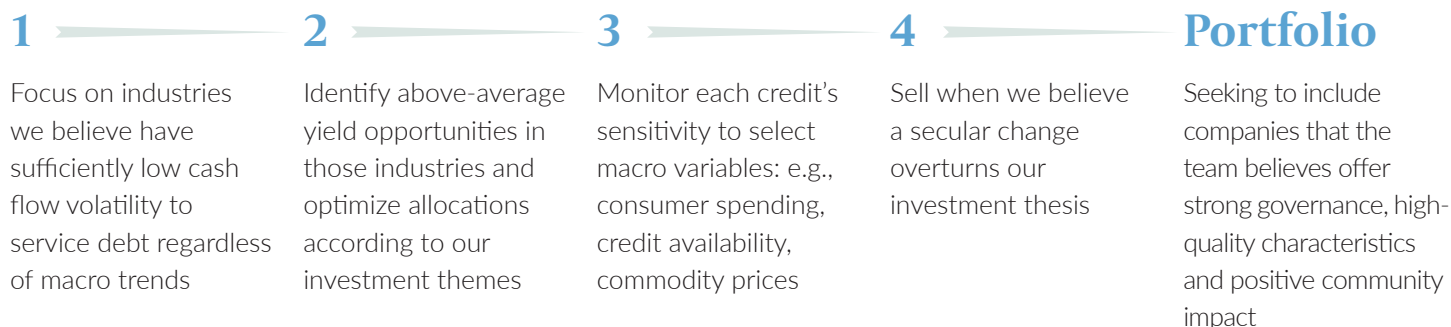 1
Focus on industries
we believe have
sufficiently low cash
flow volatility to
service debt regardless
of macro trends
2
Identify above-average
yield opportunities in
those industries and
optimize allocations
according to our
investment themes
3
Monitor each credit’s
sensitivity to select
macro variables: e.g.,
consumer spending,
credit availability,
commodity prices
4
Sell when we believe
a secular change
overturns our
investment thesis
Portfolio
Seeking to include
companies that the
team believes offer
strong governance, high-
quality characteristics
and positive community
impact